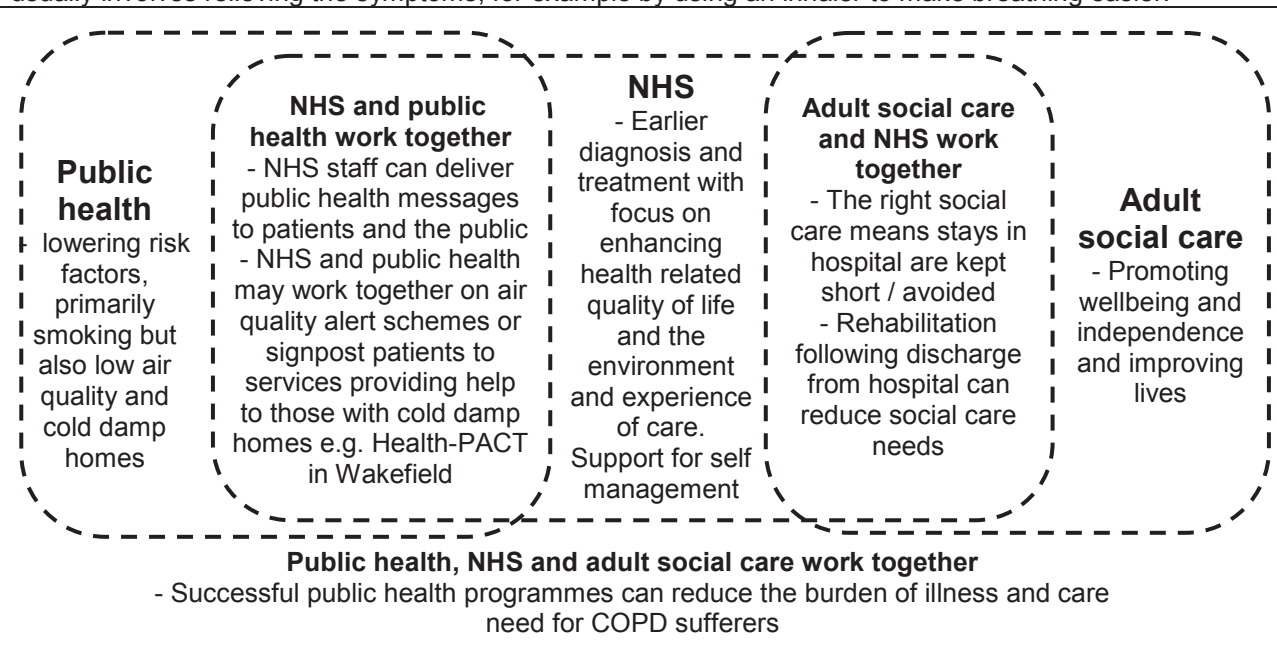 usually involves relieving the symptoms, for example by using an inhaler to make breathing easier.
Public
health
- lowering risk
factors,
primarily
smoking but
also low air
quality and
cold damp
homes
NHS and public
health work together
- NHS staff can deliver
public health messages
to patients and the public
- NHS and public health
may work together on air
quality alert schemes or
signpost patients to
services providing help
to those with cold damp
homes e.g. Health-PACT
in Wakefield
NHS
- Earlier
diagnosis and
treatment with
focus on
enhancing
health related
quality of life
and the
environment
and experience
of care.
Support for self
management
Adult social care
and NHS work
together
- The right social
care means stays in
hospital are kept
short / avoided
- Rehabilitation
following discharge
from hospital can
reduce social care
needs
Adult
social care
- Promoting
wellbeing and
independence
and improving
lives
Public health, NHS and adult social care work together
- Successful public health programmes can reduce the burden of illness and care
need for COPD sufferers